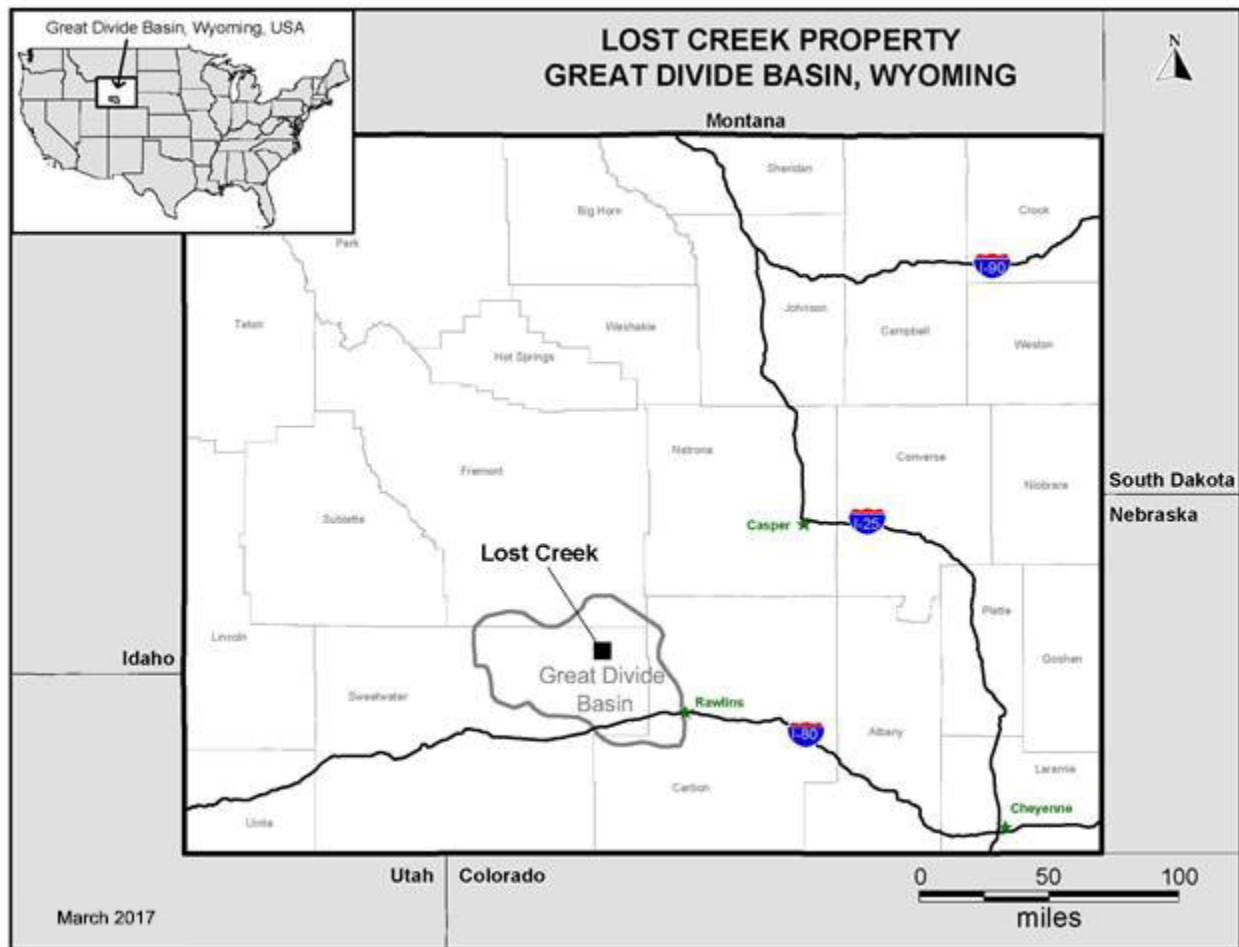 Great Divide Basin, Wyoming, USA
LOST CREEK PROPERTY
GREAT DIVIDE BASIN, WYOMING
N
Montana
Sheridan
Big Horn
Crook
Park
I-90
Johnson
Teton
Washakie
Campbell
Weston
Hot Springs
Natrona
Converse
Fremont
South Dakota
Niobrara
Nebraska
Sublette
Casper
I-25
Lost Creek
Platte
Lincoln
Idaho
Goshen
Great Divide
Basin
Sweetwater
Rawlins
I-80
Albany
Laramie
Carbon
Cheyenne
Uinta
Utah
Colorado
0 50 100
miles
March 2017